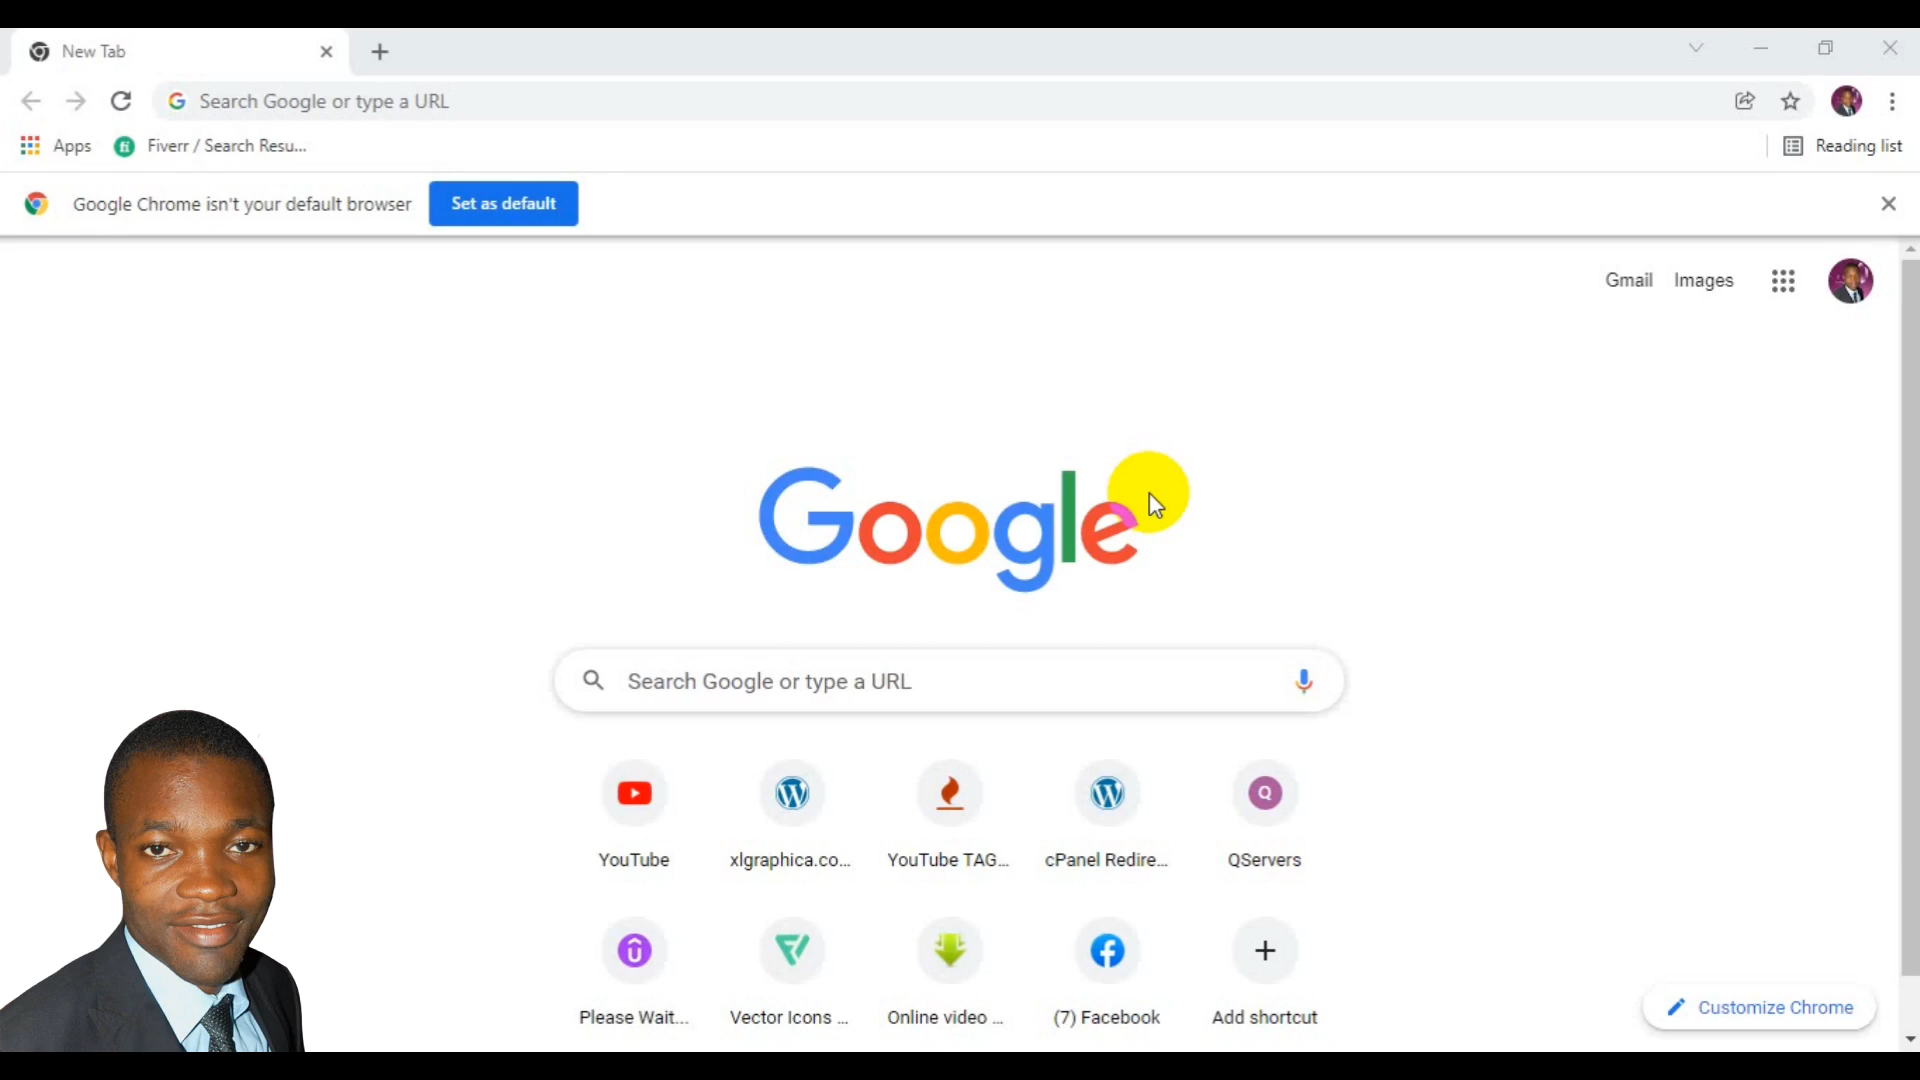 New Tab
Search Google or type a URL
Apps
Fiverr / Search Resu...
Reading list
Google Chrome isn't your default browser
Set as default
Gmail
Images
Google
Search Google or type a URL
YouTube
xlgraphica.co...
YouTube TAG...
cPanel Redire...
Q
QServers
Please Wait...
Vector Icons ...
Online video ...
(7) Facebook
Add shortcut
Customize Chrome